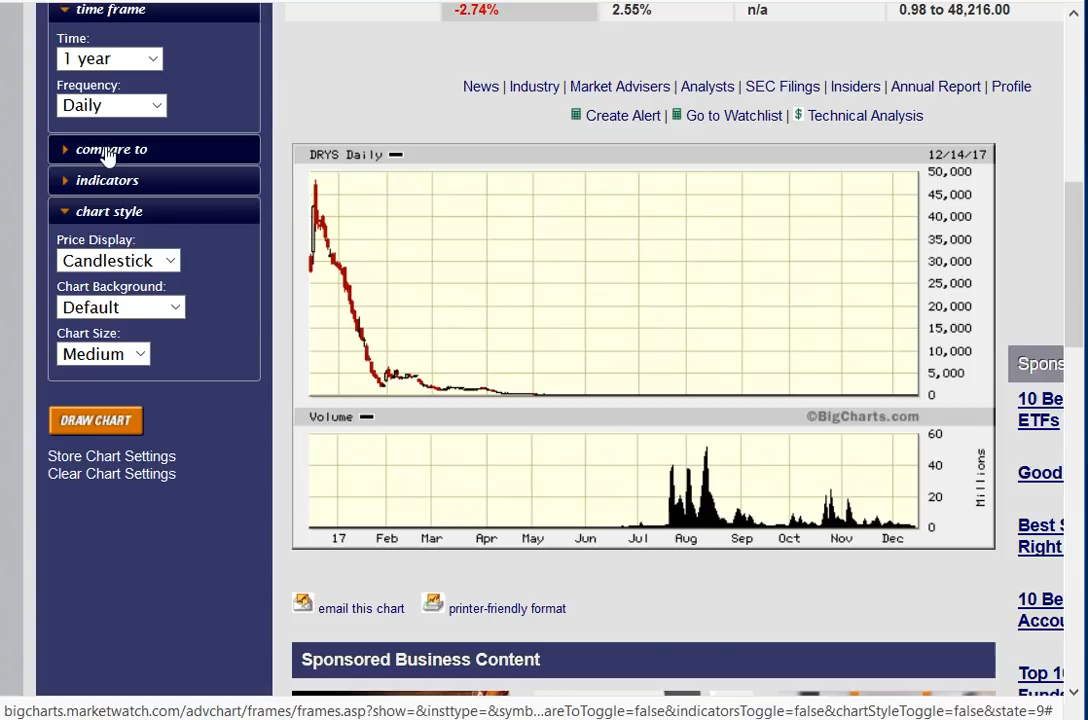 time frame
Time:
1 year
Frequency:
Daily
compare to
indicators
chart style
Price Display:
Candlestick
Chart Background:
Default
Chart Size:
Medium
DRAW CHART
Store Chart Settings
Clear Chart Settings
-2.74% 2.55% n/a 0.98 to 48,216.00
News | Industry | Market Advisers | Analysts | SEC Filings | Insiders | Annual Report | Profile
Create Alert | Go to Watchlist | $ Technical Analysis
DRYS Daily 12/14/17
50,000
45,000
40,000
35,000
30,000
25,000
20,000
15,000
10,000
5,000
0
Volume ©BigCharts.com
60
40
20
0
Millions
17 Feb Mar Apr May Jun Jul Aug Sep Oct Nov Dec
email this chart printer-friendly format
Sponsored Business Content
Spons
10 Be
ETFs
Good
Best S
Right
10 Be
Accou
Top 1
Funds
bigcharts.marketwatch.com/advchart/frames/frames.asp?show=&insttype=&symb...areToToggle=false&indicatorsToggle=false&chartStyleToggle=false&state=9#